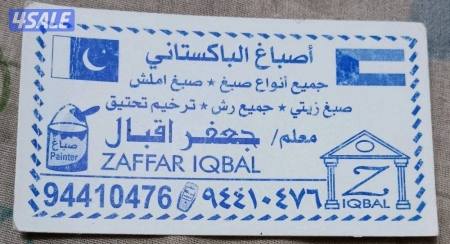 4SALE
أصباغ الباكستاني
جميع أنواع صبغ * صبغ املش
صبغ زيتي * جميع رش * ترخيم تحتيق
معلم/ جعفر اقبال
ZAFFAR IQBAL
صباغ
Painter
94410476 ٩٤٤١٠٤٧٦
Z
IQBAL